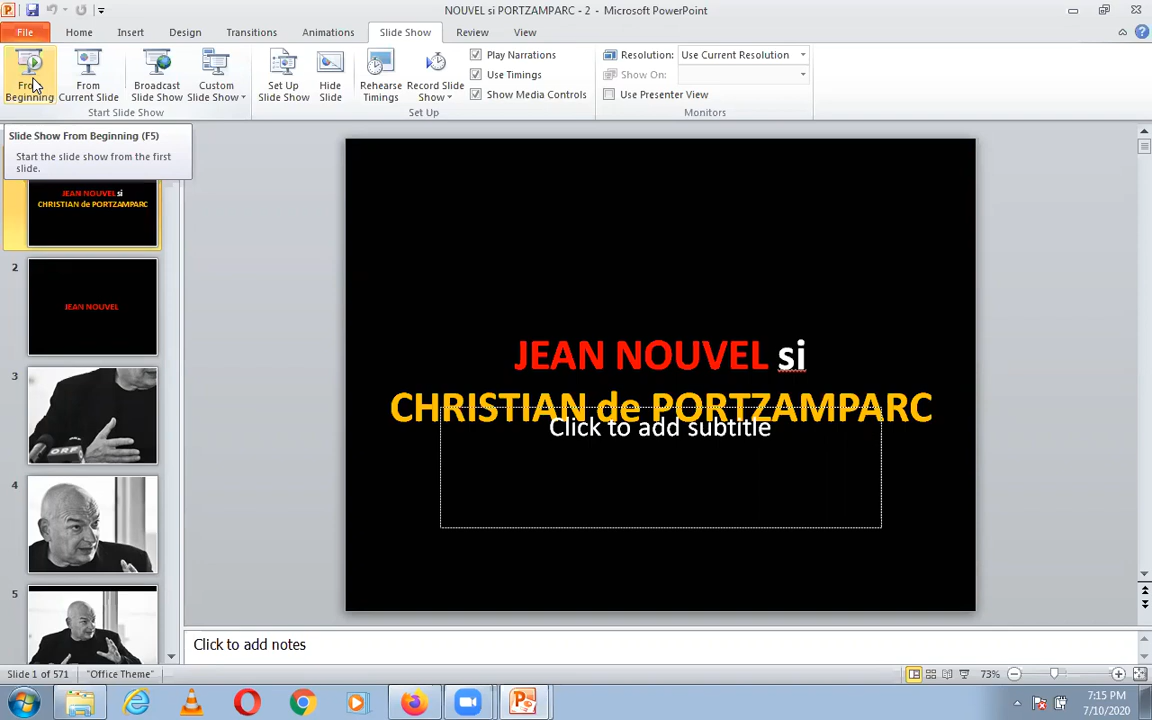 NOUVEL si PORTZAMPARC - 2 - Microsoft PowerPoint
File Home Insert Design Transitions Animations Slide Show Review View
From Beginning
From Current Slide
Broadcast Slide Show
Custom Slide Show
Start Slide Show
Set Up Slide Show
Hide Slide
Rehearse Timings
Record Slide Show
Play Narrations
Use Timings
Show Media Controls
Set Up
Resolution: Use Current Resolution
Show On:
Use Presenter View
Monitors
Slide Show From Beginning (F5)
Start the slide show from the first
slide.
JEAN NOUVEL si
CHRISTIAN de PORTZAMPARC
2
JEAN NOUVEL
3
ORF
4
5
JEAN NOUVEL si
CHRISTIAN de PORTZAMPARC
Click to add subtitle
Click to add notes
Slide 1 of 571 "Office Theme" 73%
7:15 PM
7/10/2020